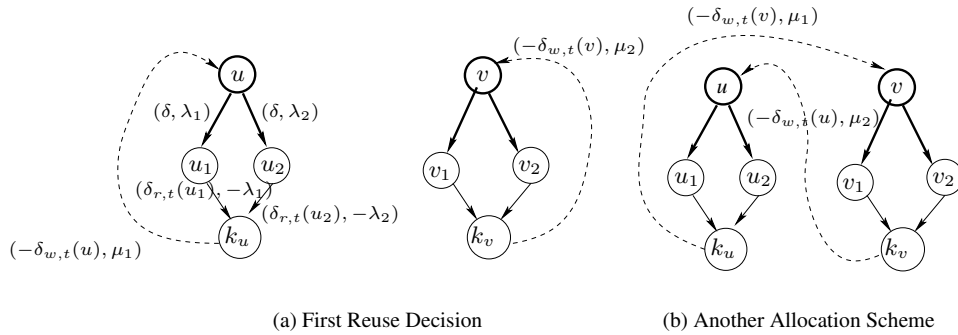 (-δ_{w,t}(v), μ_1)
(-δ_{w,t}(v), μ_2)
u
v
u
v
(δ, λ_1)
(δ, λ_2)
(-δ_{w,t}(u), μ_2)
u_1
u_2
v_1
v_2
u_1
u_2
v_1
v_2
(δ_{r,t}(u_1), -λ_1)
(δ_{r,t}(u_2), -λ_2)
k_u
k_v
k_u
k_v
(-δ_{w,t}(u), μ_1)
(a) First Reuse Decision
(b) Another Allocation Scheme